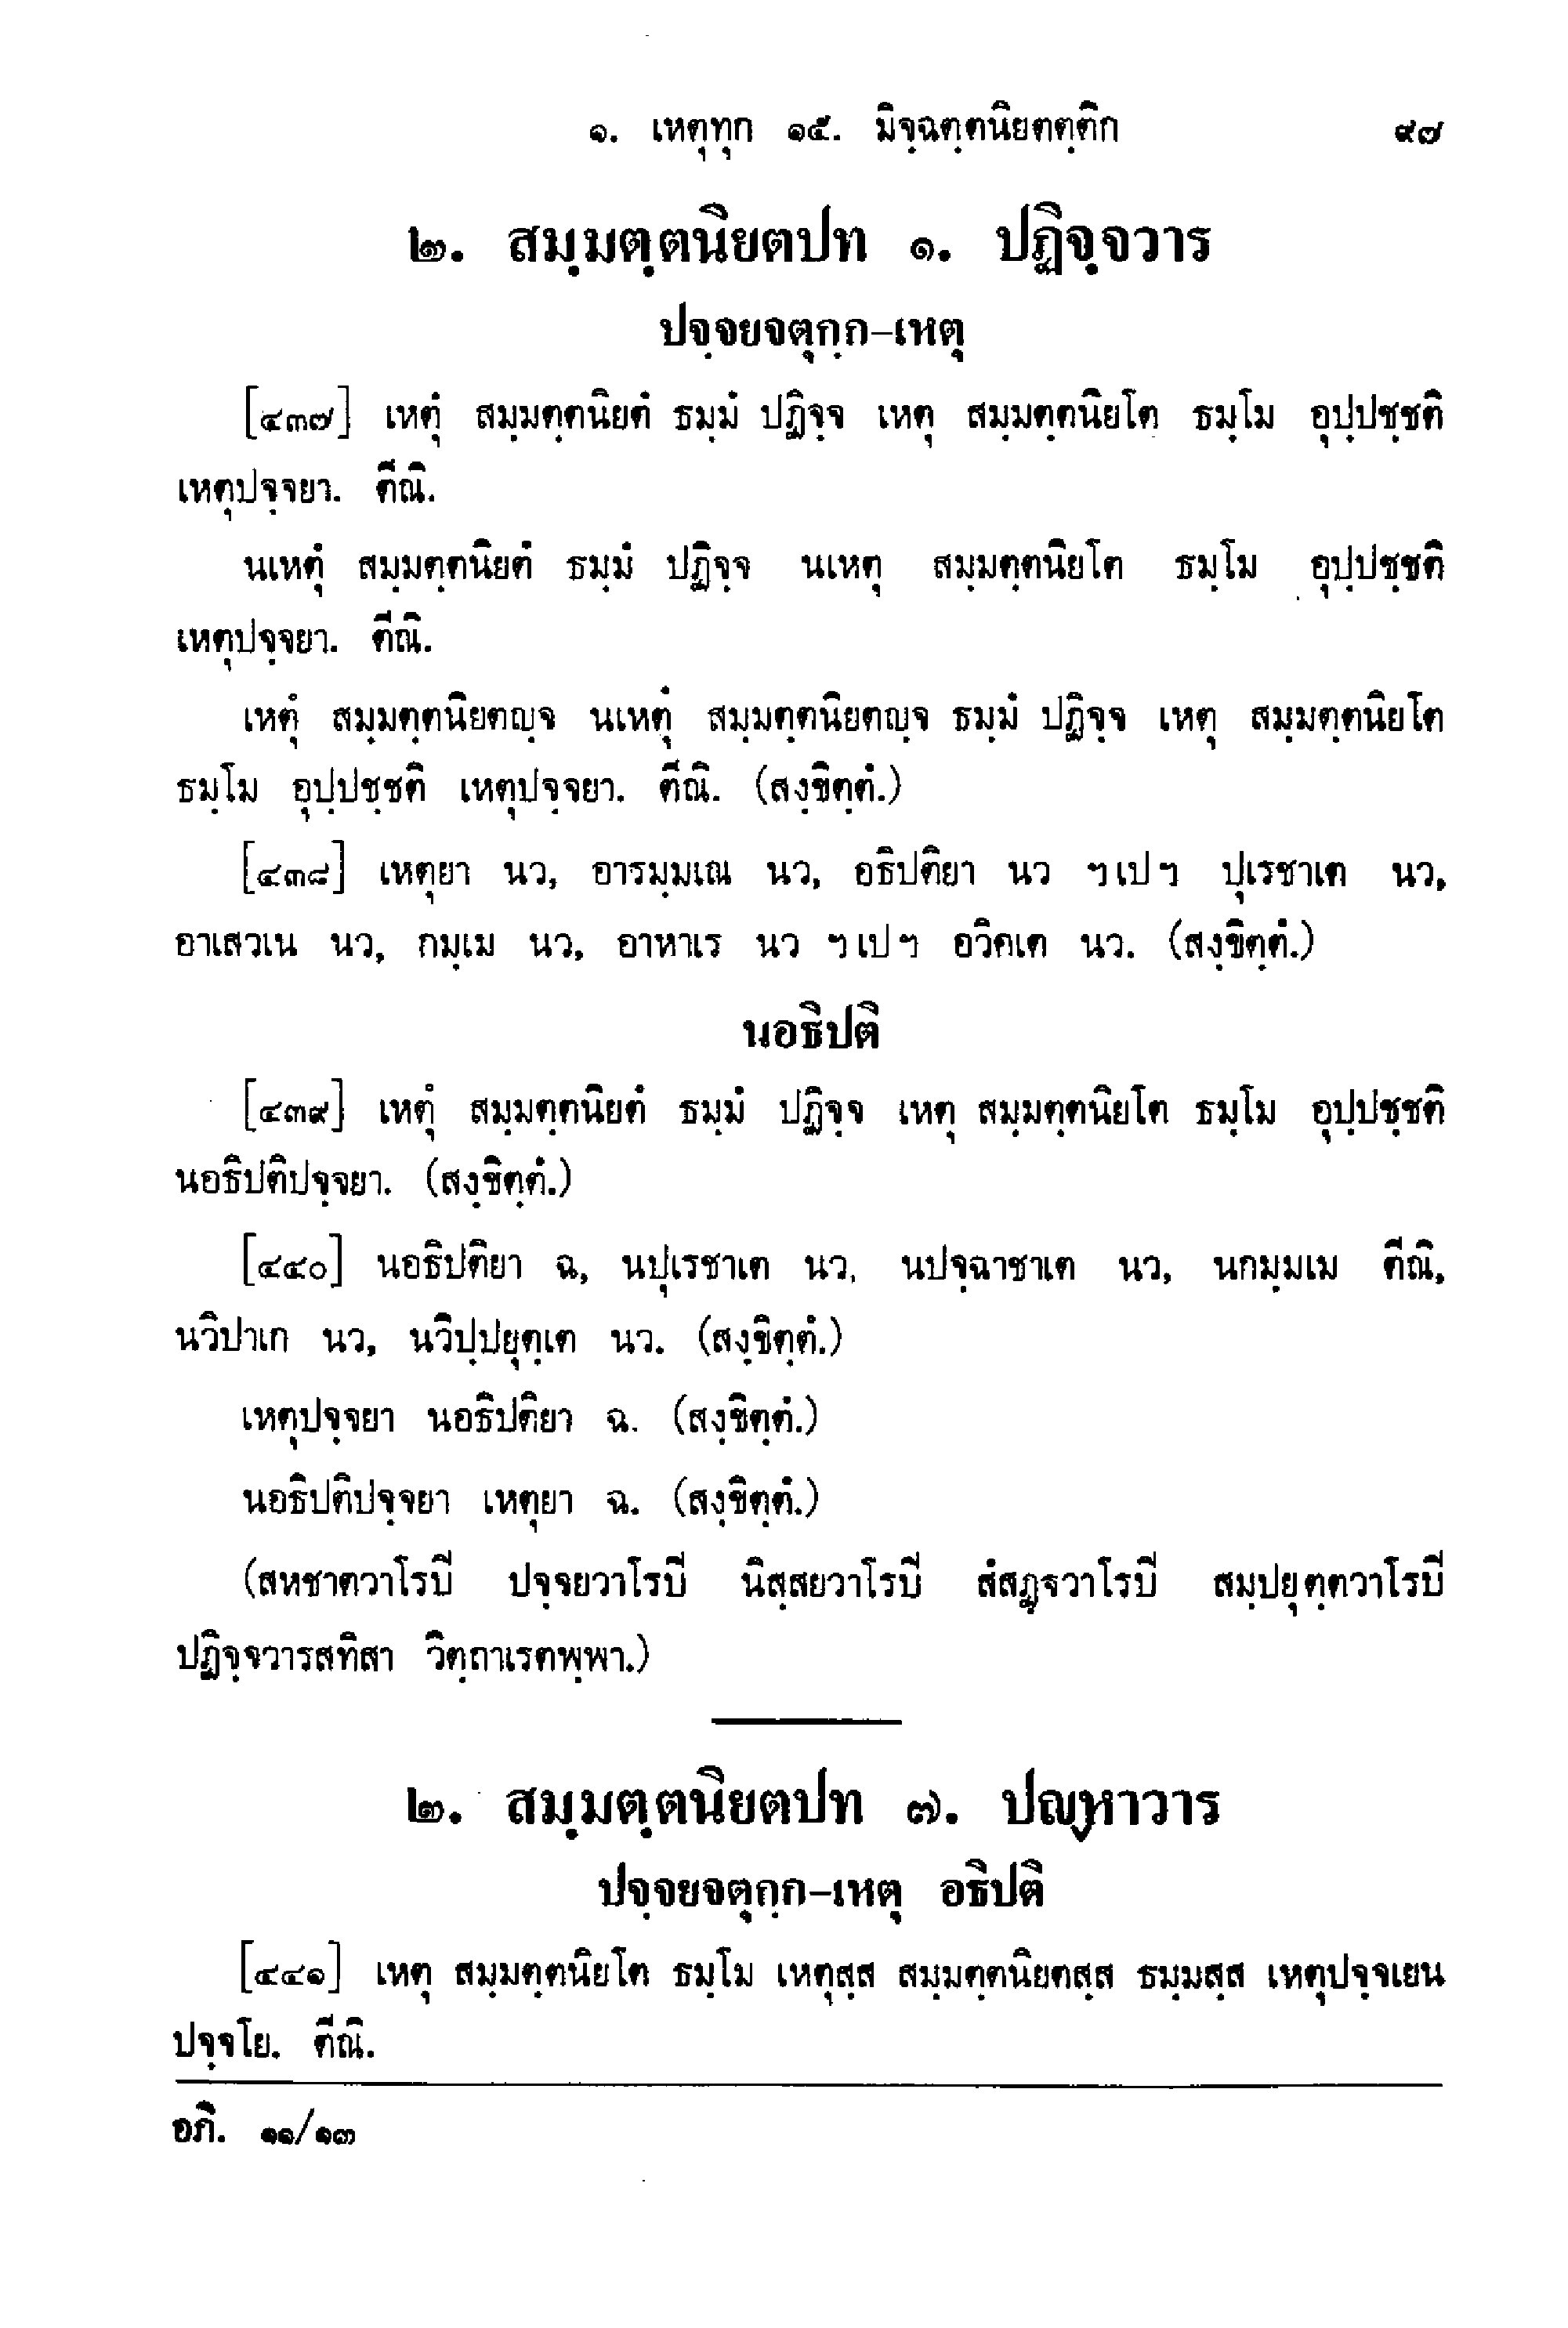 ๑. เหตุทุก ๑๕. มิจฺฉตฺตนิยตตฺติก ๙๗
๒. สมฺมตฺตนิยตปท ๑. ปฏิจฺจวาร
ปจฺจยจตุกฺก-เหตุ
[๔๓๗] เหตุํ สมฺมตฺตนิยตํ ธมฺมํ ปฏิจฺจ เหตุ สมฺมตฺตนิยโต ธมฺโม อุปฺปชฺชติ
เหตุปจฺจยา. ตีณิ.
นเหตุํ สมฺมตฺตนิยตํ ธมฺมํ ปฏิจฺจ นเหตุ สมฺมตฺตนิยโต ธมฺโม อุปฺปชฺชติ
เหตุปจฺจยา. ตีณิ.
เหตุํ สมฺมตฺตนิยตญฺจ นเหตุํ สมฺมตฺตนิยตญฺจ ธมฺมํ ปฏิจฺจ เหตุ สมฺมตฺตนิยโต
ธมฺโม อุปฺปชฺชติ เหตุปจฺจยา. ตีณิ. (สงฺขิตฺตํ.)
[๔๓๘] เหตุยา นว, อารมฺมเณ นว, อธิปติยา นว ฯเปฯ ปุเรชาเต นว,
อาเสวเน นว, กมฺเม นว, อาหาเร นว ฯเปฯ อวิคเต นว. (สงฺขิตฺตํ.)
นอธิปติ
[๔๓๙] เหตุํ สมฺมตฺตนิยตํ ธมฺมํ ปฏิจฺจ เหตุ สมฺมตฺตนิยโต ธมฺโม อุปฺปชฺชติ
นอธิปติปจฺจยา. (สงฺขิตฺตํ.)
[๔๔๐] นอธิปติยา ฉ, นปุเรชาเต นว, นปจฺฉาชาเต นว, นกมฺมเม ตีณิ,
นวิปาเก นว, นวิปฺปยุตฺเต นว. (สงฺขิตฺตํ.)
เหตุปจฺจยา นอธิปติยา ฉ. (สงฺขิตฺตํ.)
นอธิปติปจฺจยา เหตุยา ฉ. (สงฺขิตฺตํ.)
(สหชาตวาโรปี ปจฺจยวาโรปี นิสฺสยวาโรปี สํสฏฺฐวาโรปี สมฺปยุตฺตวาโรปี
ปฏิจฺจวารสทิสา วิตฺถาเรตพฺพา.)
๒. สมฺมตฺตนิยตปท ๗. ปญฺหาวาร
ปจฺจยจตุกฺก-เหตุ อธิปติ
[๔๔๑] เหตุ สมฺมตฺตนิยโต ธมฺโม เหตุสฺส สมฺมตฺตนิยตสฺส ธมฺมสฺส เหตุปจฺจเยน
ปจฺจโย. ตีณิ.
อภิ. ๑๑/๑๓